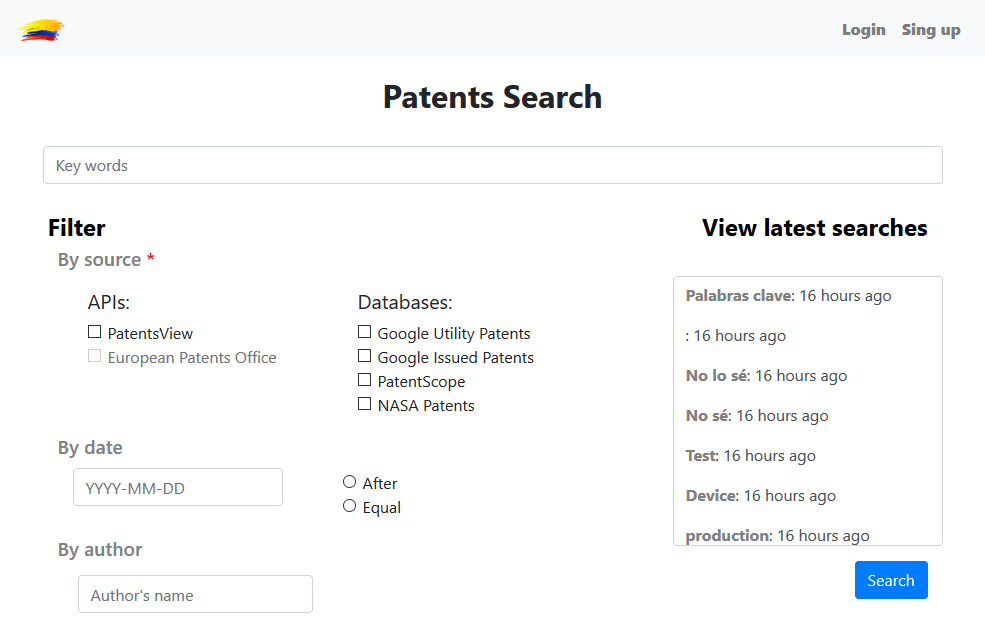 Login Sing up
Patents Search
Key words
Filter
By source *
APIs:
PatentsView
European Patents Office
Databases:
Google Utility Patents
Google Issued Patents
PatentScope
NASA Patents
By date
YYYY-MM-DD
After
Equal
By author
Author's name
View latest searches
Palabras clave: 16 hours ago
: 16 hours ago
No lo sé: 16 hours ago
No sé: 16 hours ago
Test: 16 hours ago
Device: 16 hours ago
production: 16 hours ago
Search